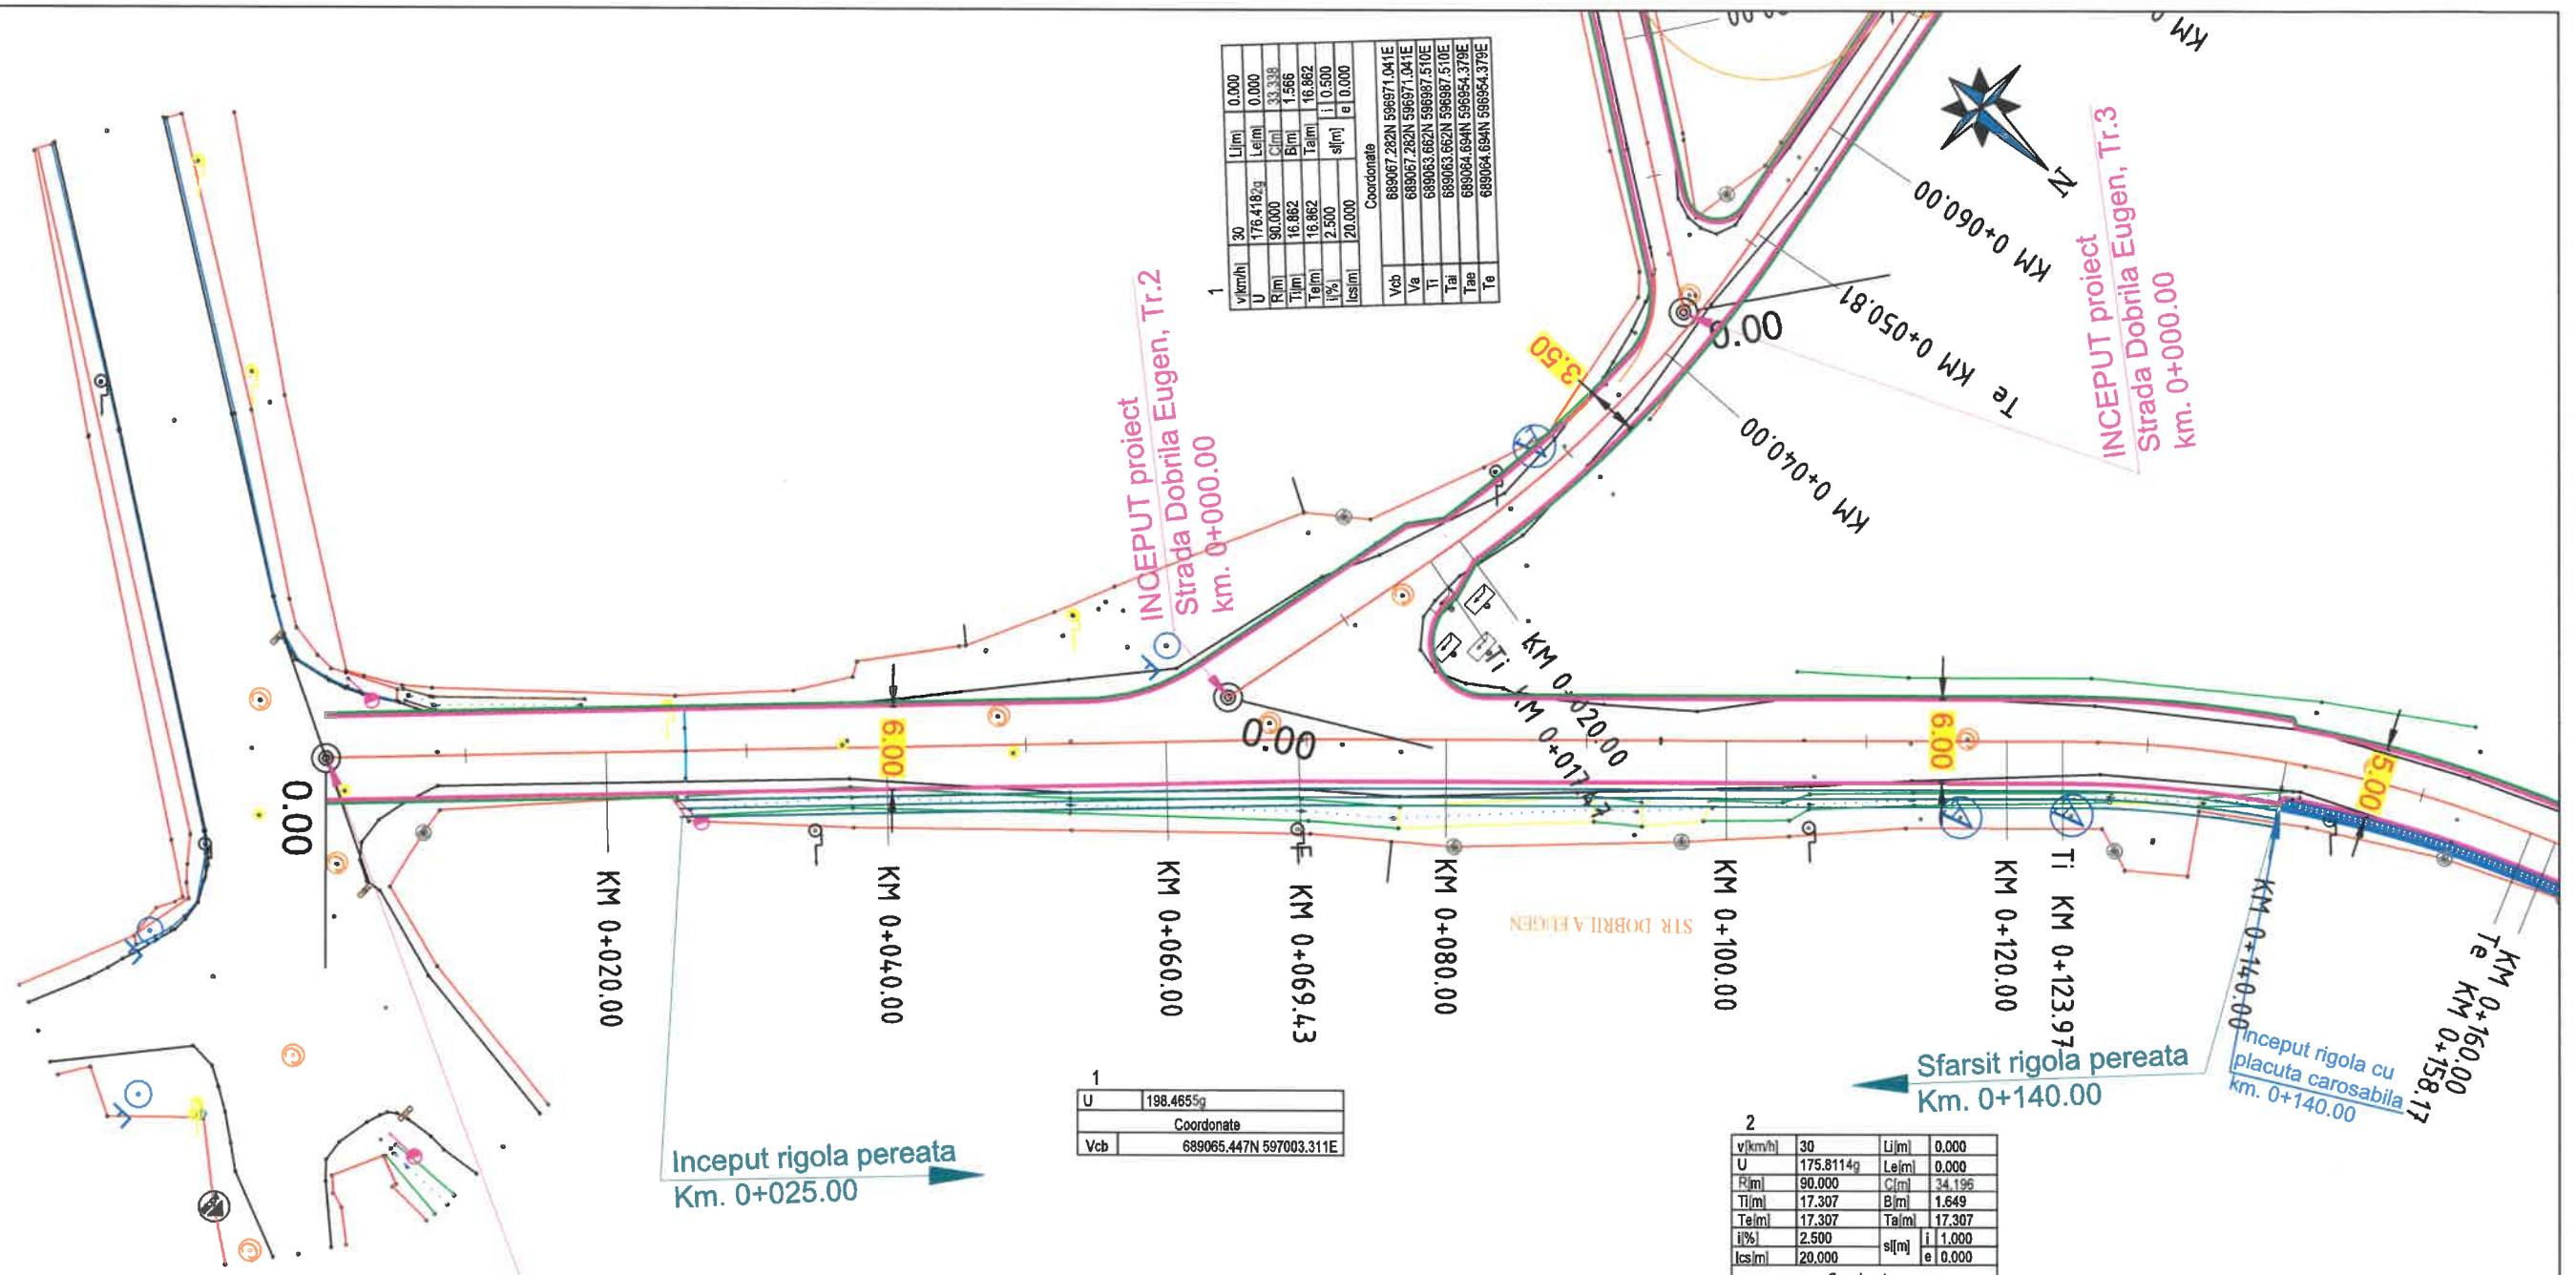 1
v[km/h] 30 Li[m] 0.000
U 176.4182g Le[m] 0.000
R[m] 90.000 C[m] 33.338
Ti[m] 16.862 B[m] 1.566
Te[m] 16.862 Ta[m] 16.862
i[%] 2.500 sl[m] i 0.500
lcs[m] 20.000 e 0.000
Coordonate
Vcb 689067.282N 596971.041E
Va 689067.282N 596971.041E
Ti 689063.662N 596987.510E
Tai 689063.662N 596987.510E
Tae 689064.694N 596954.379E
Te 689064.694N 596954.379E
KM 0
N
INCEPUT proiect
Strada Dobrila Eugen, Tr.3
km. 0+000.00
KM 0+060.00
Te KM 0+050.81
KM 0+040.00
0.00
3.50
INCEPUT proiect
Strada Dobrila Eugen, Tr.2
km. 0+000.00
KM 0+020.00
Ti KM 0+017.47
0.00
6.00
6.00
5.00
0.00
KM 0+020.00
KM 0+040.00
KM 0+060.00
KM 0+069.43
KM 0+080.00
KM 0+100.00
KM 0+120.00
Ti KM 0+123.97
KM 0+140.00
KM 0+160.00
Te KM 0+158.17
STR DOBRILA EUGEN
Inceput rigola cu
placuta carosabila
km. 0+140.00
Sfarsit rigola pereata
Km. 0+140.00
Inceput rigola pereata
Km. 0+025.00
1
U 198.4655g
Coordonate
Vcb 689065.447N 597003.311E
2
v[km/h] 30 Li[m] 0.000
U 175.8114g Le[m] 0.000
R[m] 90.000 C[m] 34.196
Ti[m] 17.307 B[m] 1.649
Te[m] 17.307 Ta[m] 17.307
i[%] 2.500 sl[m] i 1.000
lcs[m] 20.000 e 0.000